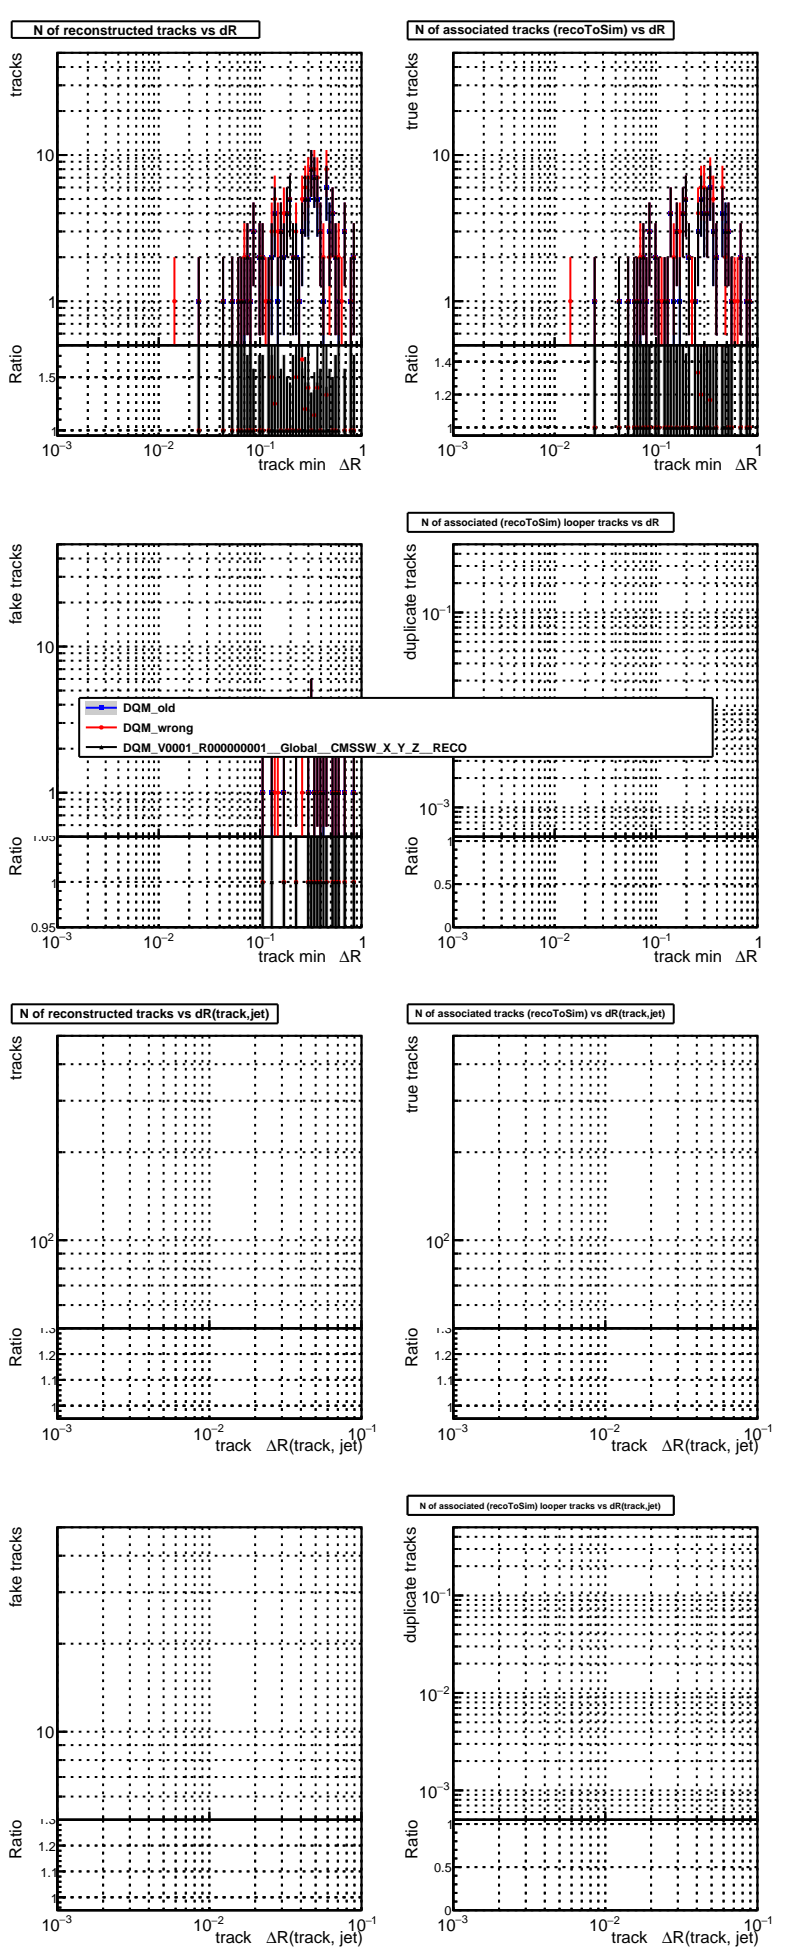 N of reconstructed tracks vs dR
tracks
10
1
Ratio
1.5
1
10⁻³
10⁻²
10⁻¹
1
track min ΔR
N of associated tracks (recoToSim) vs dR
true tracks
10
1
Ratio
1.4
1.2
1
10⁻³
10⁻²
10⁻¹
1
track min ΔR
fake tracks
10
1
Ratio
1.05
1
0.95
10⁻³
10⁻²
10⁻¹
1
track min ΔR
N of associated (recoToSim) looper tracks vs dR
duplicate tracks
10⁻¹
10⁻³
Ratio
1
0.5
0
10⁻³
10⁻²
10⁻¹
1
track min ΔR
DQM_old
DQM_wrong
DQM_V0001_R000000001__Global__CMSSW_X_Y_Z__RECO
N of reconstructed tracks vs dR(track,jet)
tracks
10²
Ratio
1.3
1.2
1.1
1
10⁻³
10⁻²
10⁻¹
track ΔR(track, jet)
N of associated tracks (recoToSim) vs dR(track,jet)
true tracks
10²
Ratio
1.3
1.2
1.1
1
10⁻³
10⁻²
10⁻¹
track ΔR(track, jet)
fake tracks
10
Ratio
1.3
1.2
1.1
1
10⁻³
10⁻²
10⁻¹
track ΔR(track, jet)
N of associated (recoToSim) looper tracks vs dR(track,jet)
duplicate tracks
10⁻¹
10⁻²
10⁻³
Ratio
1
0.5
0
10⁻³
10⁻²
10⁻¹
track ΔR(track, jet)